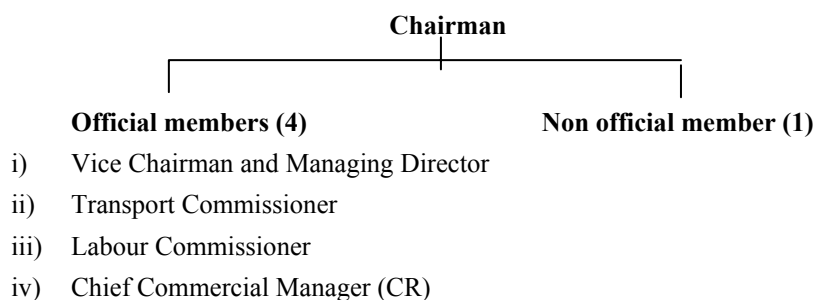 Chairman
Official members (4) Non official member (1)
i) Vice Chairman and Managing Director
ii) Transport Commissioner
iii) Labour Commissioner
iv) Chief Commercial Manager (CR)